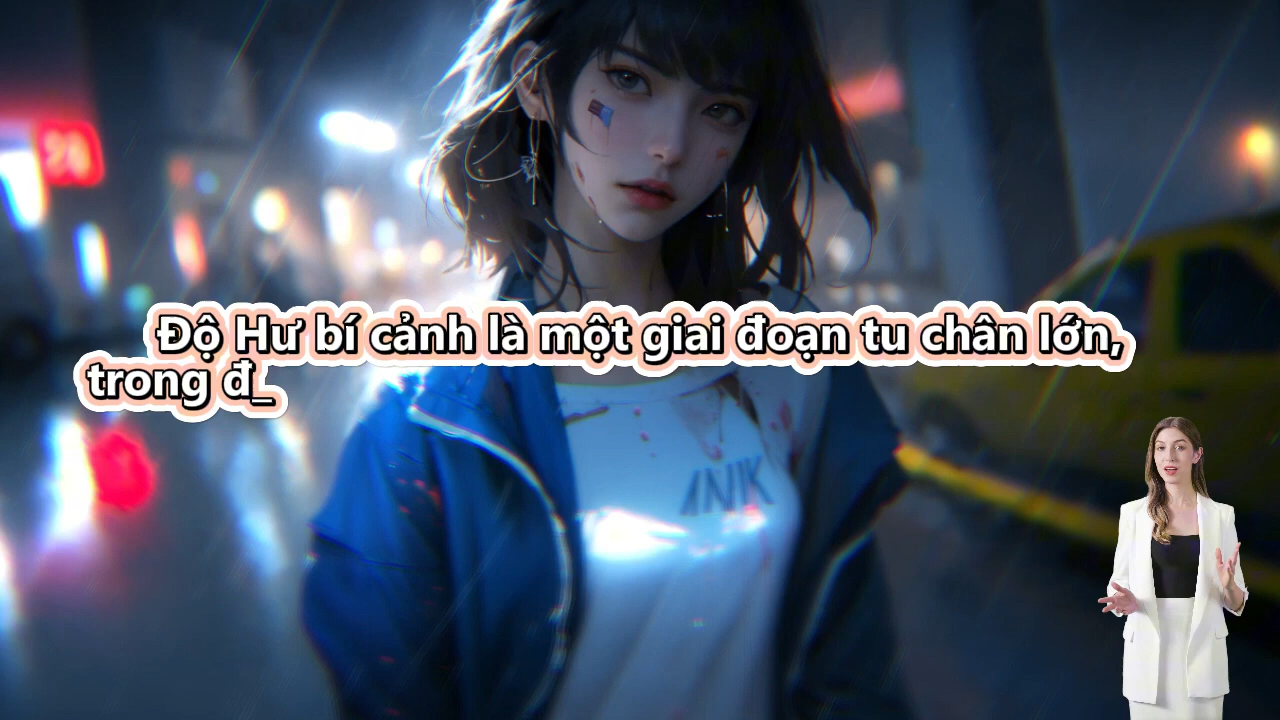 Độ Hư bí cảnh là một giai đoạn tu chân lớn,
trong đ_